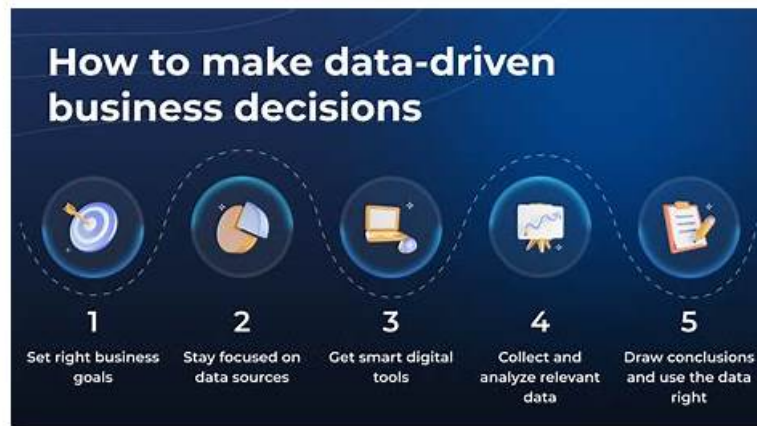 How to make data-driven
business decisions
1
Set right business
goals
2
Stay focused on
data sources
3
Get smart digital
tools
4
Collect and
analyze relevant
data
5
Draw conclusions
and use the data
right